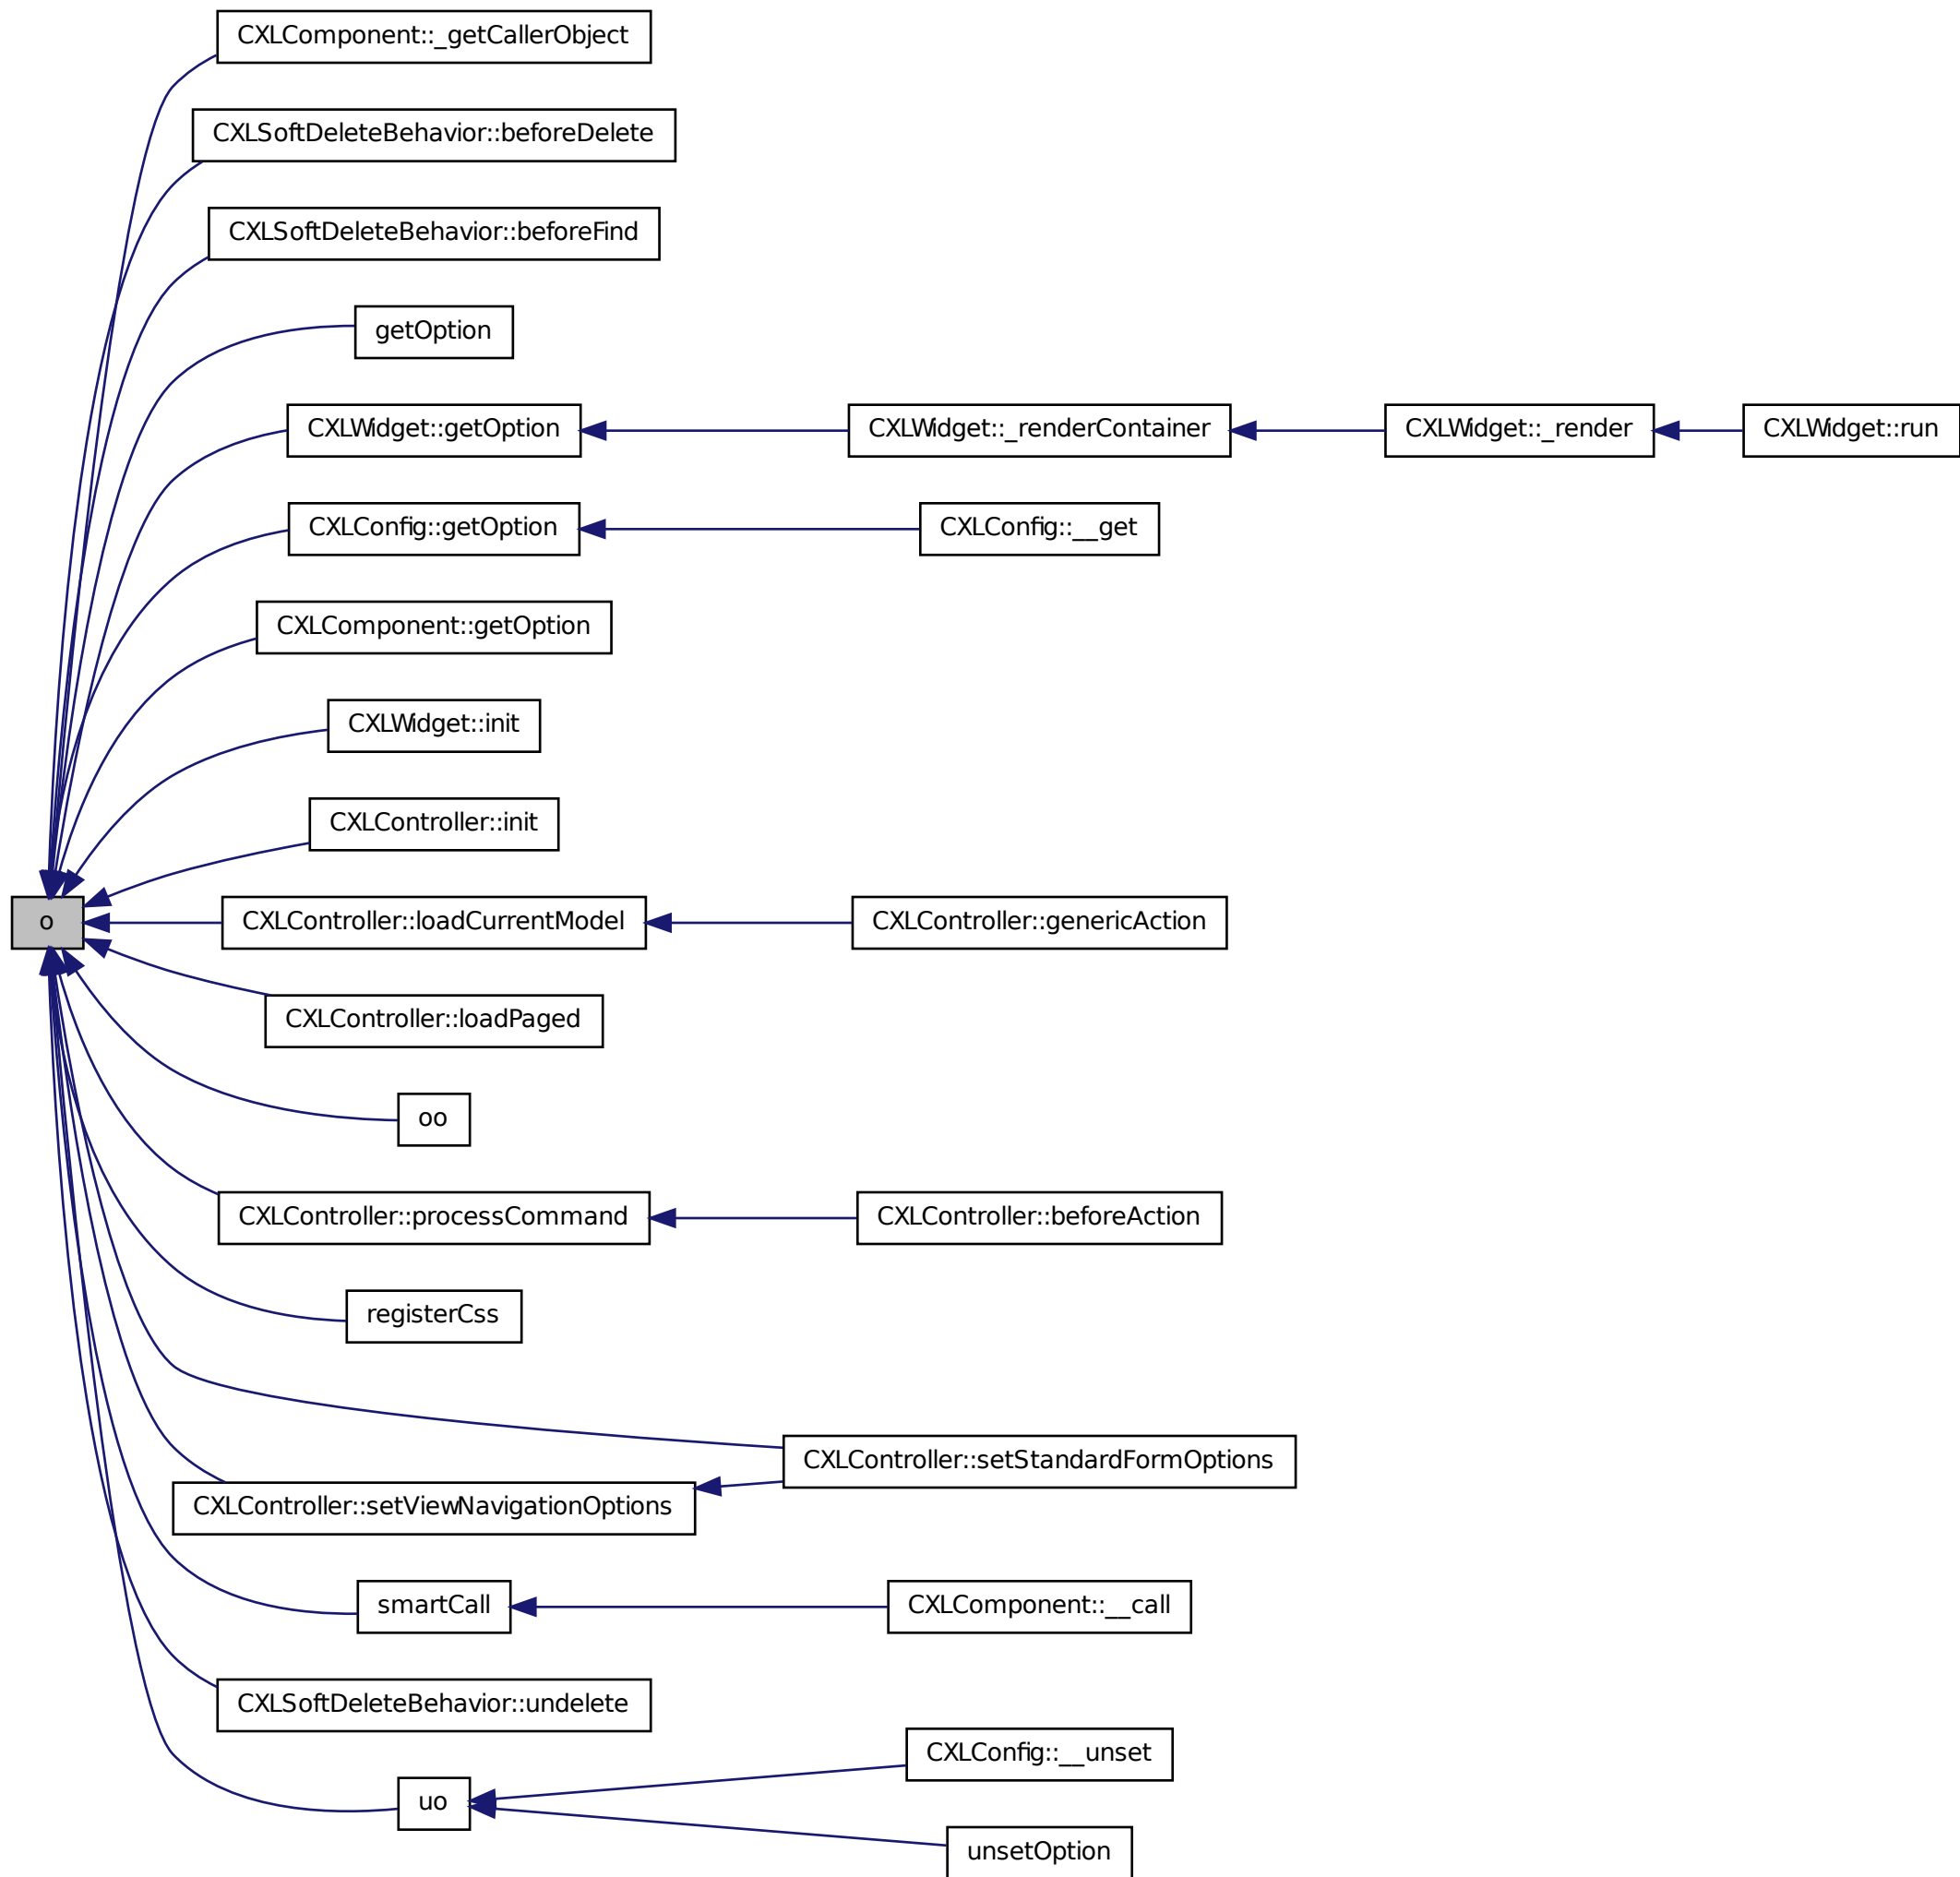 CXLComponent::_getCallerObject
CXLSoftDeleteBehavior::beforeDelete
CXLSoftDeleteBehavior::beforeFind
getOption
CXLWidget::getOption
CXLWidget::_renderContainer
CXLWidget::_render
CXLWidget::run
CXLConfig::getOption
CXLConfig::__get
CXLComponent::getOption
CXLWidget::init
CXLController::init
o
CXLController::loadCurrentModel
CXLController::genericAction
CXLController::loadPaged
oo
CXLController::processCommand
CXLController::beforeAction
registerCss
CXLController::setStandardFormOptions
CXLController::setViewNavigationOptions
smartCall
CXLComponent::__call
CXLSoftDeleteBehavior::undelete
CXLConfig::__unset
uo
unsetOption